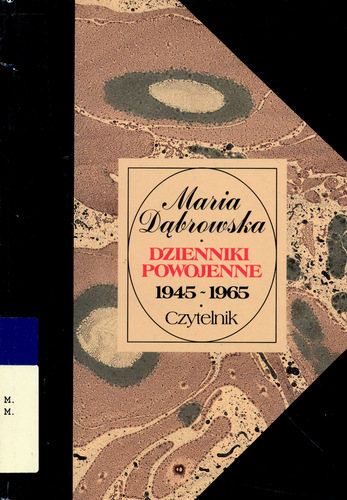 Maria
Dąbrowska
DZIENNIKI
POWOJENNE
1945~1965
Czytelnik
M.
M.